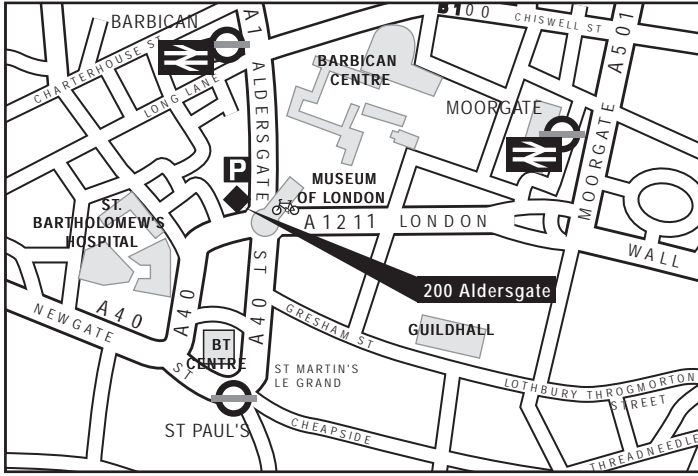 BARBICAN
A1
ALDERSGATE
ST
B100
CHISWELL ST
A501
MOORGATE
CHARTERHOUSE ST
LONG LANE
BARBICAN
CENTRE
MOORGATE
P
MUSEUM
OF LONDON
ST.
BARTHOLOMEW'S
HOSPITAL
A1211 LONDON
WALL
200 Aldersgate
A40
NEWGATE
ST
A40
A40
GRESHAM ST
GUILDHALL
BT
CENTRE
ST MARTIN'S
LE GRAND
LOTHBURY THROGMORTON
STREET
ST PAUL'S
CHEAPSIDE
THREADNEEDLE